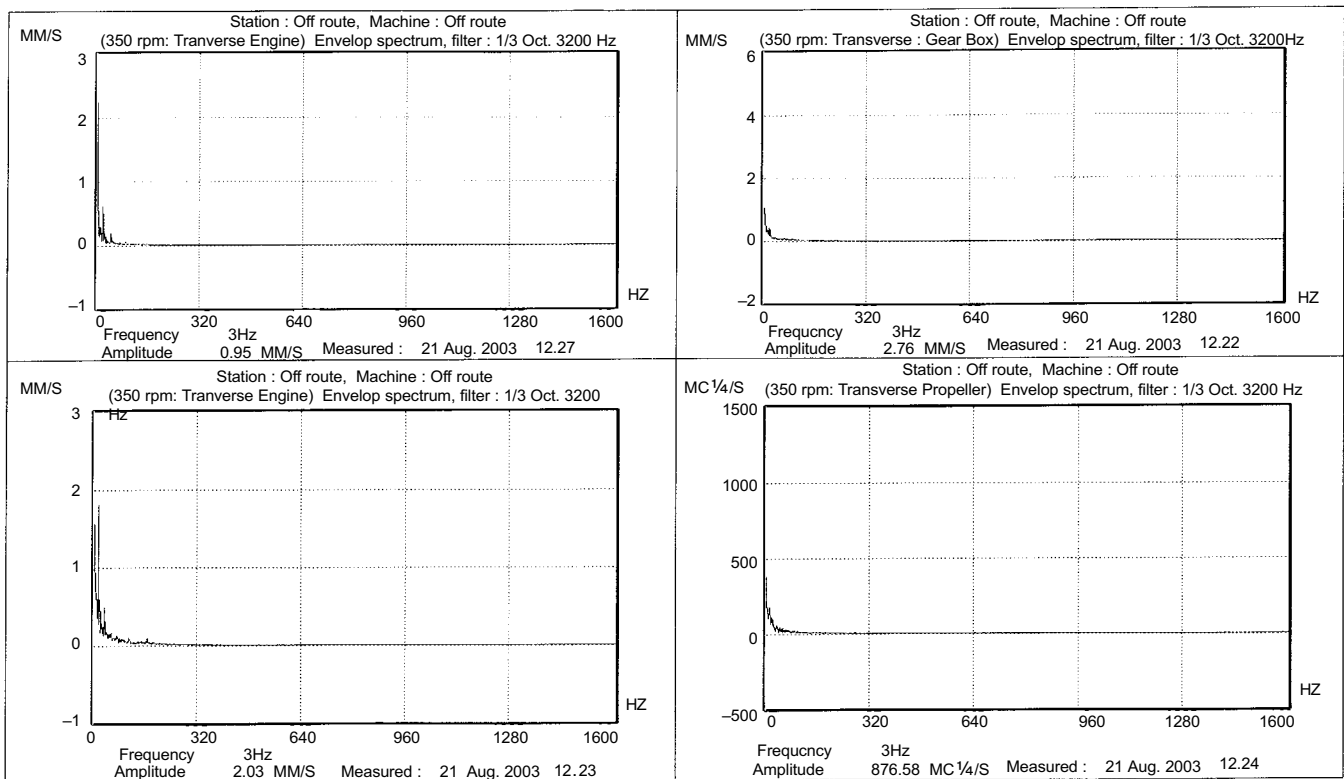 Station : Off route, Machine : Off route
MM/S
(350 rpm: Tranverse Engine) Envelop spectrum, filter : 1/3 Oct. 3200 Hz
3
2
1
0
–1
HZ
0 320 640 960 1280 1600
Frequency 3Hz
Amplitude 0.95 MM/S Measured : 21 Aug. 2003 12.27
Station : Off route, Machine : Off route
MM/S
(350 rpm: Transverse : Gear Box) Envelop spectrum, filter : 1/3 Oct. 3200Hz
6
4
2
0
–2
HZ
0 320 640 960 1280 1600
Frequcncy 3Hz
Amplitude 2.76 MM/S Measured : 21 Aug. 2003 12.22
Station : Off route, Machine : Off route
MM/S
(350 rpm: Tranverse Engine) Envelop spectrum, filter : 1/3 Oct. 3200
Hz
3
2
1
0
–1
HZ
0 320 640 960 1280 1600
Frequency 3Hz
Amplitude 2.03 MM/S Measured : 21 Aug. 2003 12.23
Station : Off route, Machine : Off route
MC ¼/S
(350 rpm: Transverse Propeller) Envelop spectrum, filter : 1/3 Oct. 3200 Hz
1500
1000
500
0
–500
HZ
0 320 640 960 1280 1600
Frequcncy 3Hz
Amplitude 876.58 MC ¼/S Measured : 21 Aug. 2003 12.24